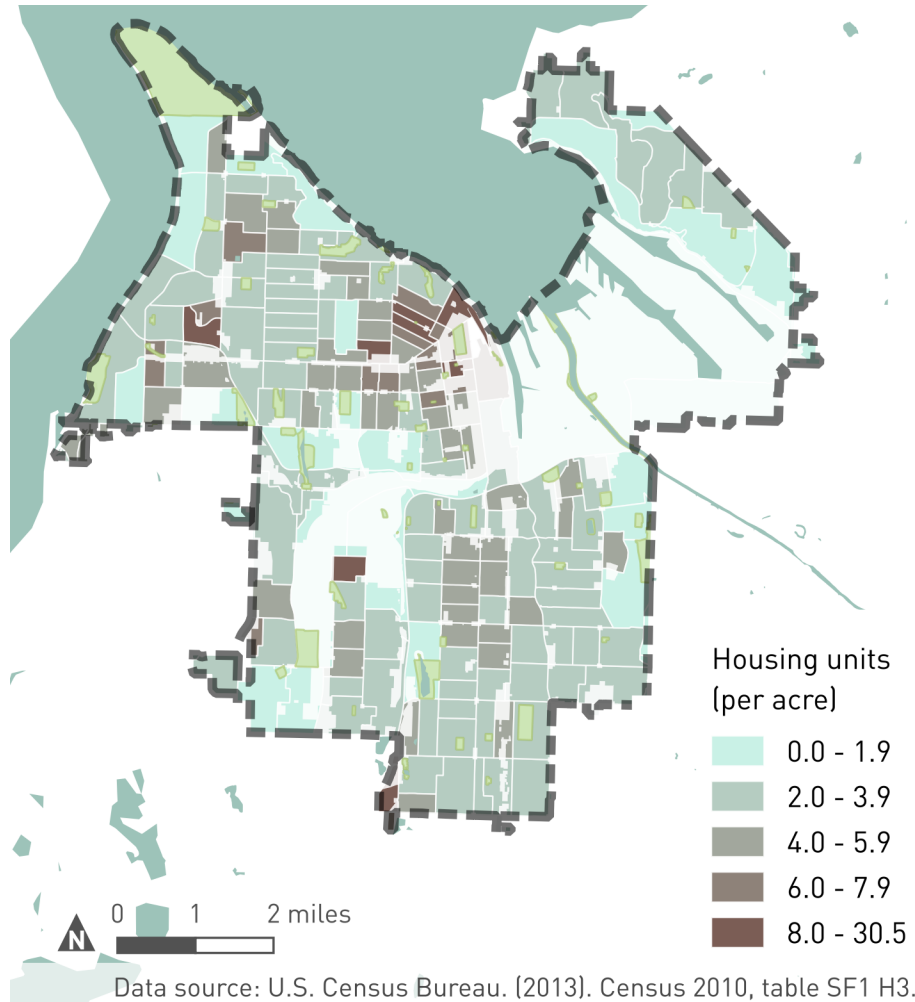 Housing units
(per acre)
0.0 - 1.9
2.0 - 3.9
4.0 - 5.9
6.0 - 7.9
8.0 - 30.5
N
0 1 2 miles
Data source: U.S. Census Bureau. (2013). Census 2010, table SF1 H3.